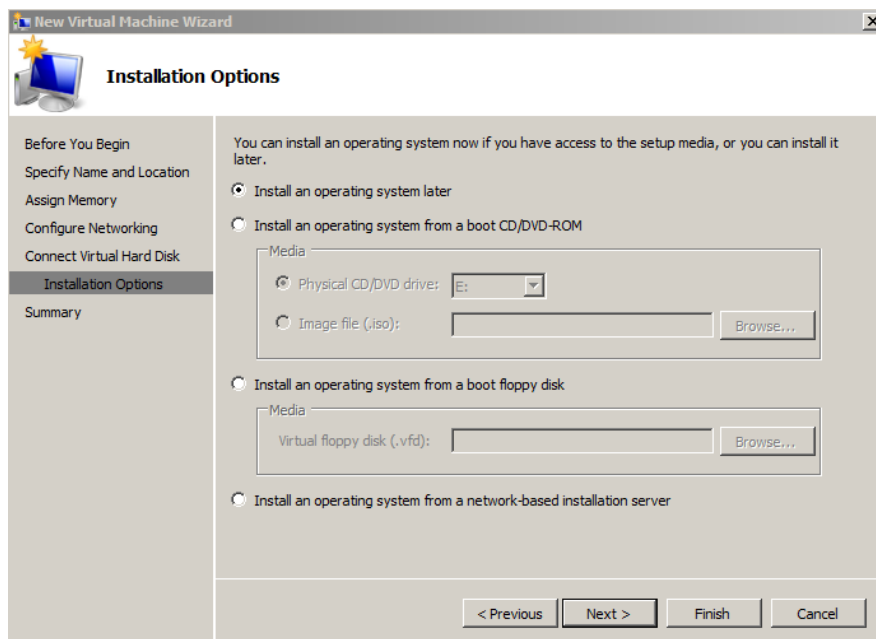 New Virtual Machine Wizard
Installation Options
Before You Begin
Specify Name and Location
Assign Memory
Configure Networking
Connect Virtual Hard Disk
Installation Options
Summary
You can install an operating system now if you have access to the setup media, or you can install it
later.
Install an operating system later
Install an operating system from a boot CD/DVD-ROM
Media
Physical CD/DVD drive: E:
Image file (.iso): Browse...
Install an operating system from a boot floppy disk
Media
Virtual floppy disk (.vfd): Browse...
Install an operating system from a network-based installation server
< Previous Next > Finish Cancel